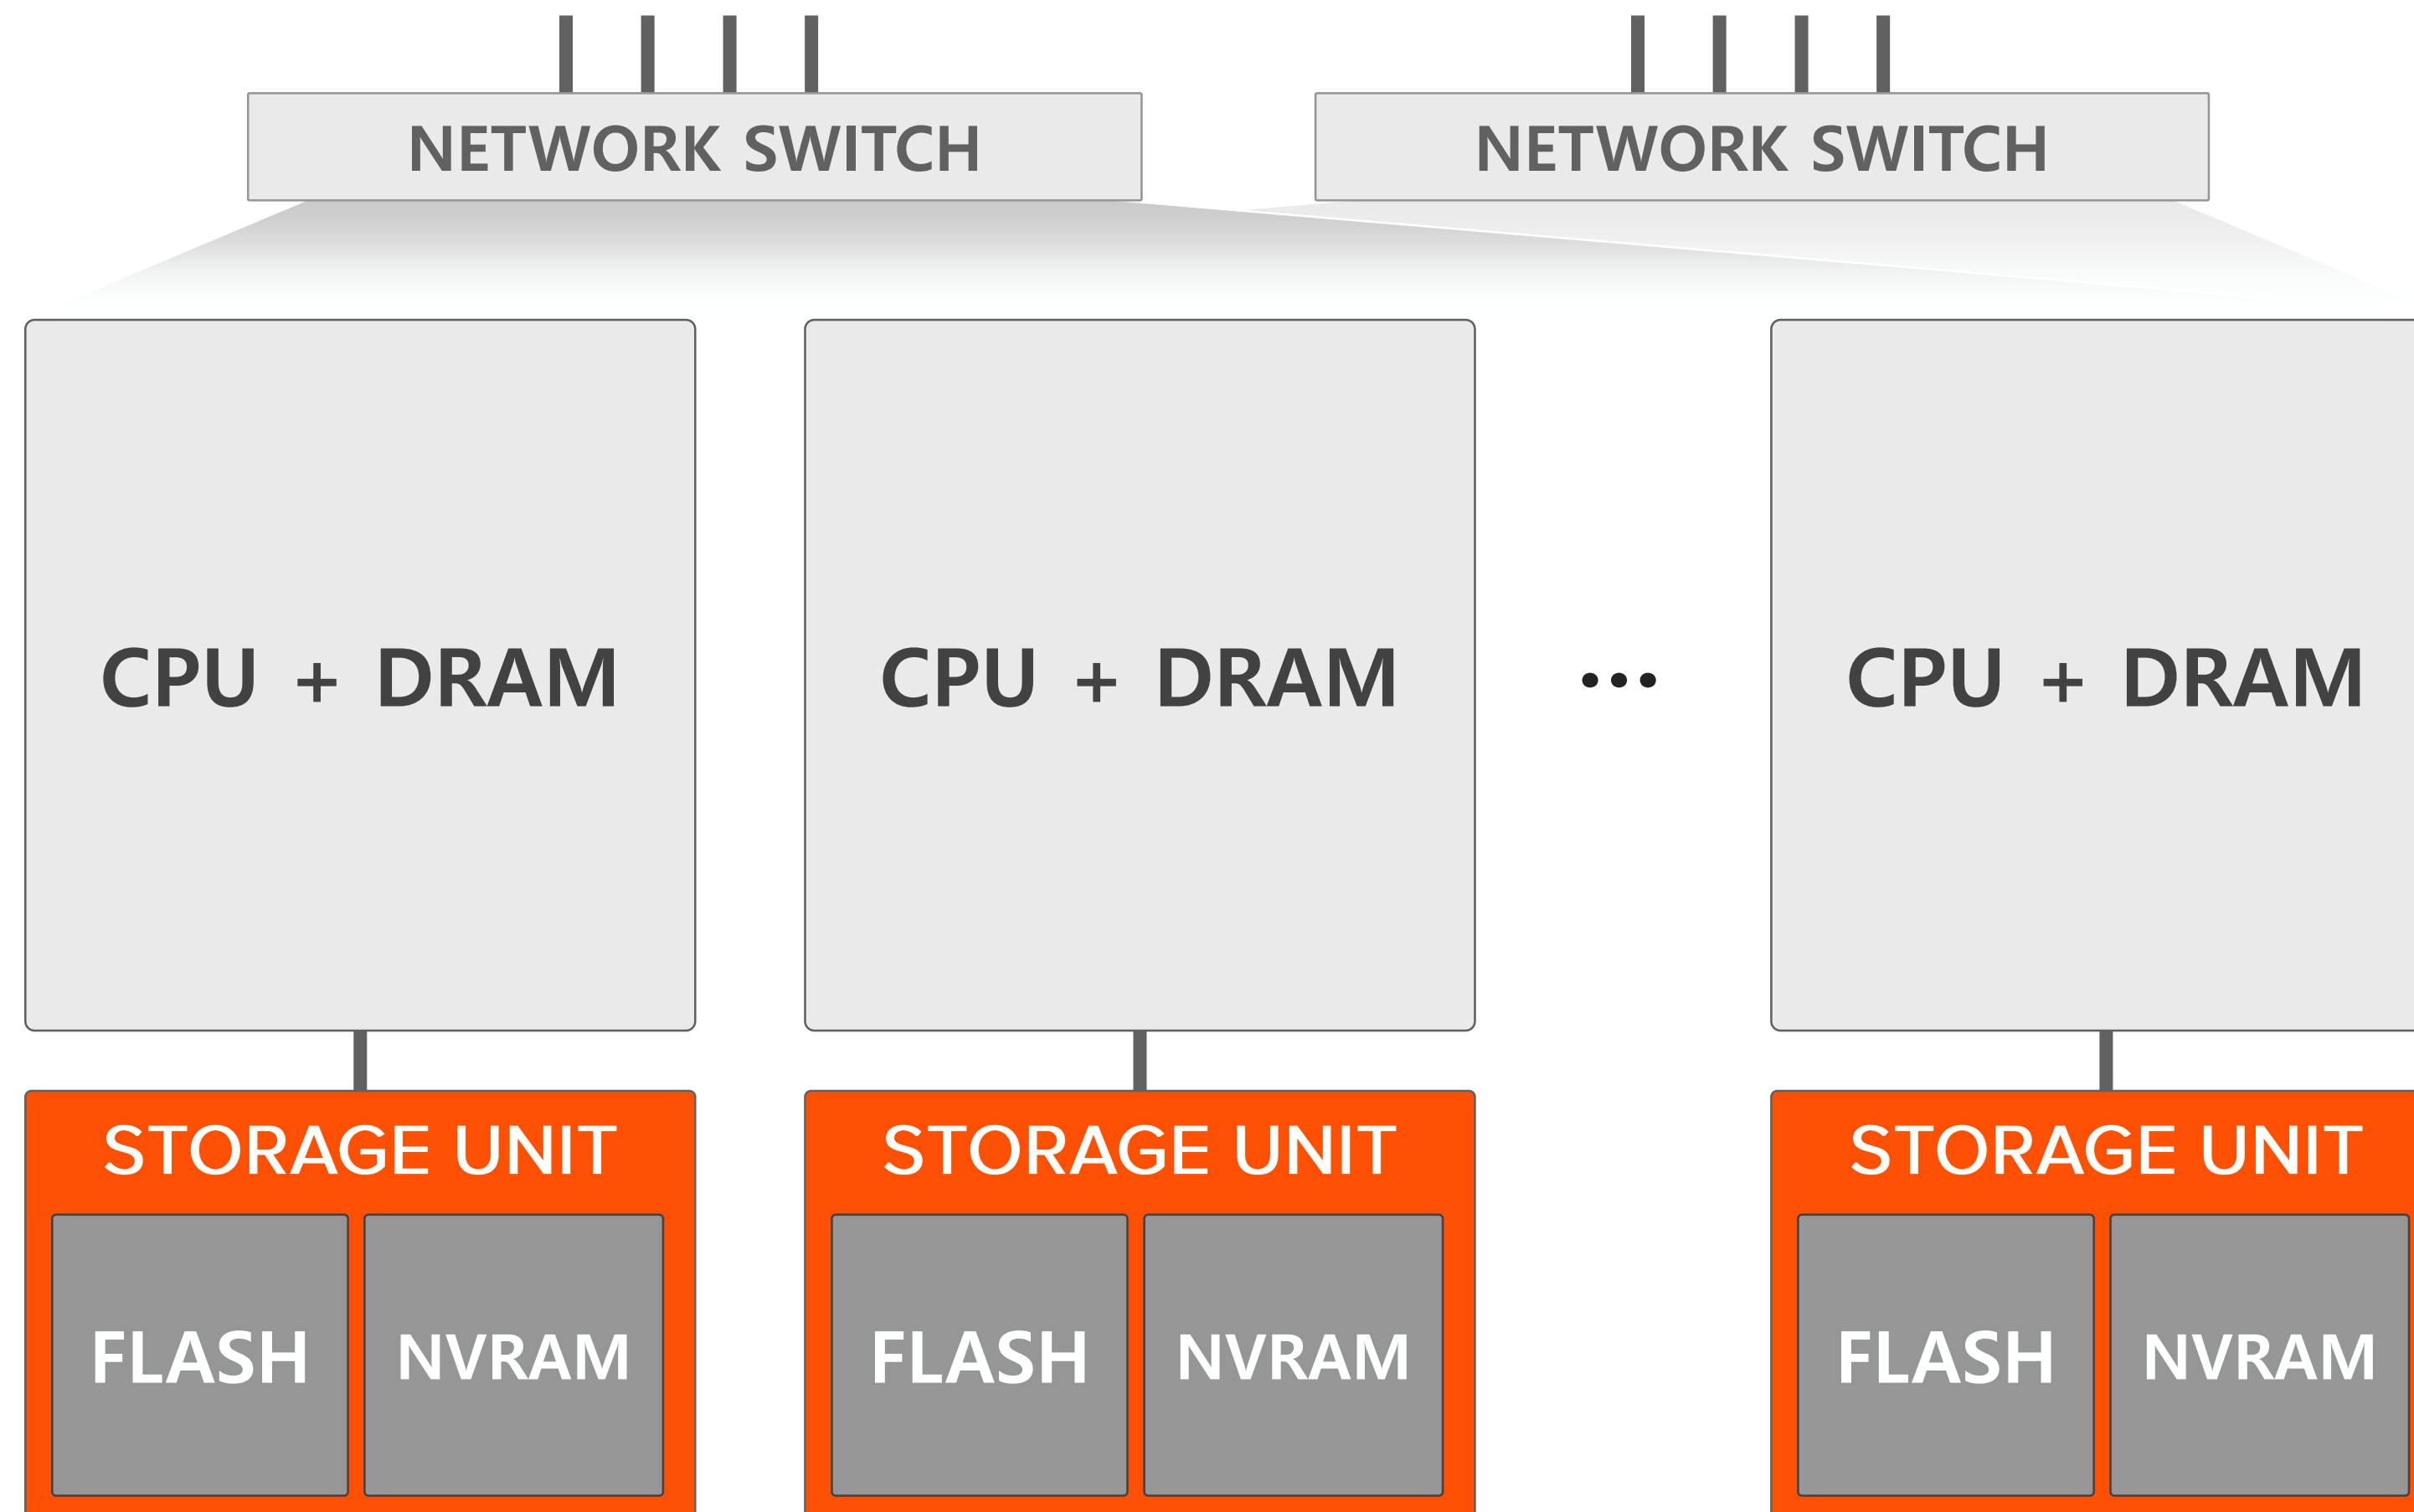 NETWORK SWITCH
NETWORK SWITCH
CPU + DRAM
CPU + DRAM
...
CPU + DRAM
STORAGE UNIT
STORAGE UNIT
STORAGE UNIT
FLASH
NVRAM
FLASH
NVRAM
FLASH
NVRAM